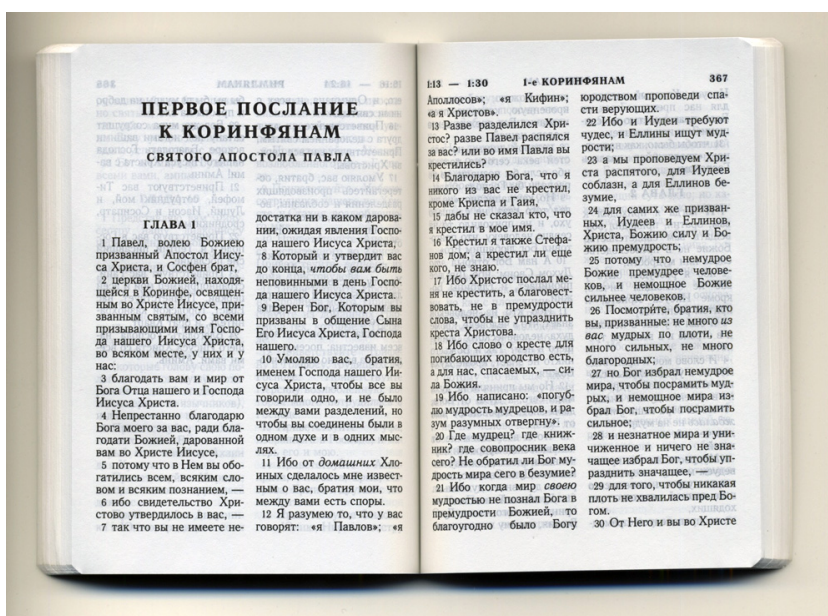 ПЕРВОЕ ПОСЛАНИЕ
К КОРИНФЯНАМ
СВЯТОГО АПОСТОЛА ПАВЛА
ГЛАВА 1
1 Павел, волею Божиею
призванный Апостол Иису-
са Христа, и Сосфен брат,
2 церкви Божией, находя-
щейся в Коринфе, освящен-
ным во Христе Иисусе, при-
званным святым, со всеми
призывающими имя Госпо-
да нашего Иисуса Христа,
во всяком месте, у них и у
нас:
3 благодать вам и мир от
Бога Отца нашего и Господа
Иисуса Христа.
4 Непрестанно благодарю
Бога моего за вас, ради бла-
годати Божией, дарованной
вам во Христе Иисусе,
5 потому что в Нем вы обо-
гатились всем, всяким сло-
вом и всяким познанием, —
6 ибо свидетельство Хри-
стово утвердилось в вас, —
7 так что вы не имеете не-
достатка ни в каком дарова-
нии, ожидая явления Госпо-
да нашего Иисуса Христа,
8 Который и утвердит вас
до конца, чтобы вам быть
неповинными в день Госпо-
да нашего Иисуса Христа.
9 Верен Бог, Которым вы
призваны в общение Сына
Его Иисуса Христа, Господа
нашего.
10 Умоляю вас, братия,
именем Господа нашего Ии-
суса Христа, чтобы все вы
говорили одно, и не было
между вами разделений, но
чтобы вы соединены были в
одном духе и в одних мыс-
лях.
11 Ибо от домашних Хло-
иных сделалось мне извест-
ным о вас, братия мои, что
между вами есть споры.
12 Я разумею то, что у вас
говорят: «я Павлов»; «я
1:13 — 1:30 1-е КОРИНФЯНАМ 367
Аполлосов»; «я Кифин»;
«а я Христов».
13 Разве разделился Хри-
стос? разве Павел распялся
за вас? или во имя Павла вы
крестились?
14 Благодарю Бога, что я
никого из вас не крестил,
кроме Криспа и Гаия,
15 дабы не сказал кто, что
я крестил в мое имя.
16 Крестил я также Стефа-
нов дом; а крестил ли еще
кого, не знаю.
17 Ибо Христос послал ме-
ня не крестить, а благовест-
вовать, не в премудрости
слова, чтобы не упразднить
креста Христова.
18 Ибо слово о кресте для
погибающих юродство есть,
а для нас, спасаемых, — си-
ла Божия.
19 Ибо написано: «погуб-
лю мудрость мудрецов, и ра-
зум разумных отвергну».
20 Где мудрец? где книж-
ник? где совопросник века
сего? Не обратил ли Бог му-
дрость мира сего в безумие?
21 Ибо когда мир своею
мудростью не познал Бога в
премудрости Божией, то
благоугодно было Богу
юродством проповеди спа-
сти верующих.
22 Ибо и Иудеи требуют
чудес, и Еллины ищут муд-
рости;
23 а мы проповедуем Хри-
ста распятого, для Иудеев
соблазн, а для Еллинов бе-
зумие,
24 для самих же призван-
ных, Иудеев и Еллинов,
Христа, Божию силу и Бо-
жию премудрость;
25 потому что немудрое
Божие премудрее человe-
ков, и немощное Божие
сильнее человеков.
26 Посмотрите, братия, кто
вы, призванные: не много из
вас мудрых по плоти, не
много сильных, не много
благородных;
27 но Бог избрал немудрое
мира, чтобы посрамить муд-
рых, и немощное мира из-
брал Бог, чтобы посрамить
сильное;
28 и незнатное мира и уни-
чиженное и ничего не зна-
чащее избрал Бог, чтобы уп-
разднить значащее, —
29 для того, чтобы никакая
плоть не хвалилась пред Бо-
гом.
30 От Него и вы во Христе